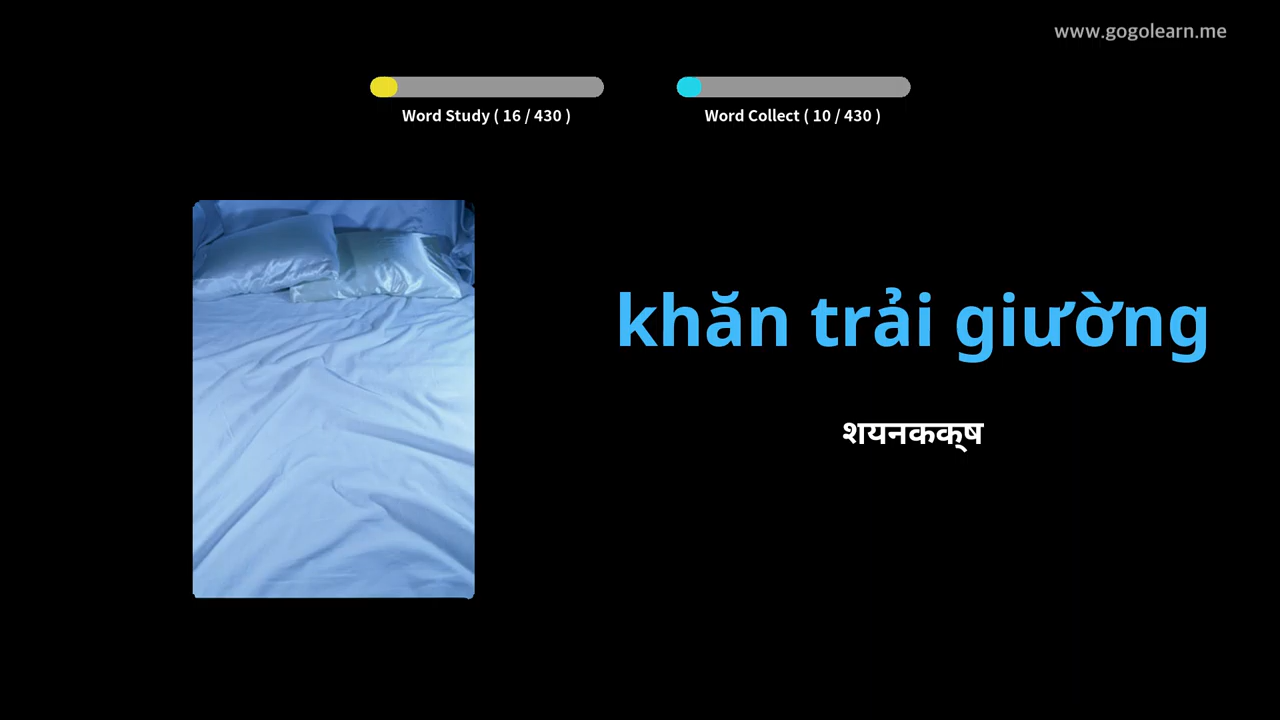 www.gogolearn.me
Word Study ( 16 / 430 )
Word Collect ( 10 / 430 )
khăn trải giường
शयनकक्ष